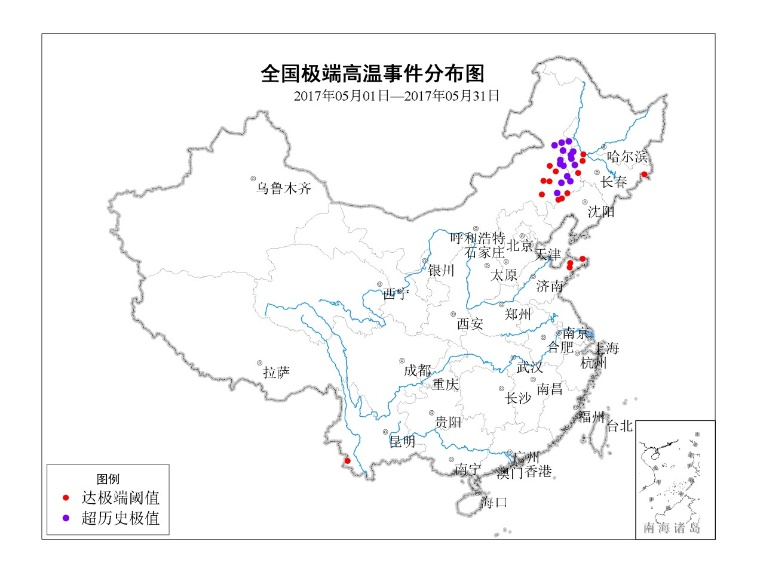 全国极端高温事件分布图
2017年05月01日—2017年05月31日
哈尔滨
长春
乌鲁木齐
沈阳
呼和浩特
北京
石家庄
天津
银川
太原
西宁
济南
郑州
西安
南京
合肥
上海
杭州
武汉
拉萨
成都
重庆
南昌
长沙
贵阳
福州
台北
昆明
广州
南宁
澳门
香港
海口
图例
达极端阈值
超历史极值
南海诸岛